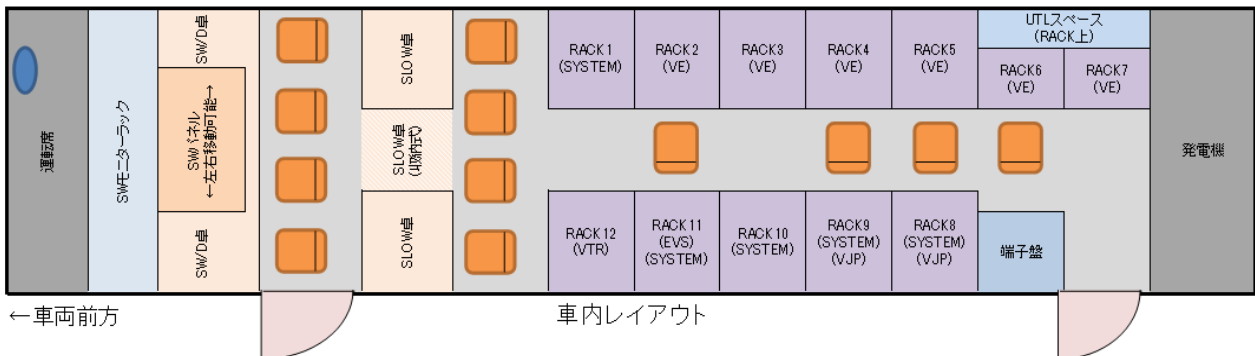 運転席
SWモニターラック
SW/D卓
SWパネル
←左右移動可能→
SW/D卓
SLOW卓
SLOW卓
SLOW卓
RACK1
(SYSTEM)
RACK2
(VE)
RACK3
(VE)
RACK4
(VE)
RACK5
(VE)
UTLスペース
(RACK上)
RACK6
(VE)
RACK7
(VE)
RACK12
(VTR)
RACK11
(EVS)
(SYSTEM)
RACK10
(SYSTEM)
RACK9
(SYSTEM)
(VJP)
RACK8
(SYSTEM)
(VJP)
端子盤
発電機
←車両前方
車内レイアウト